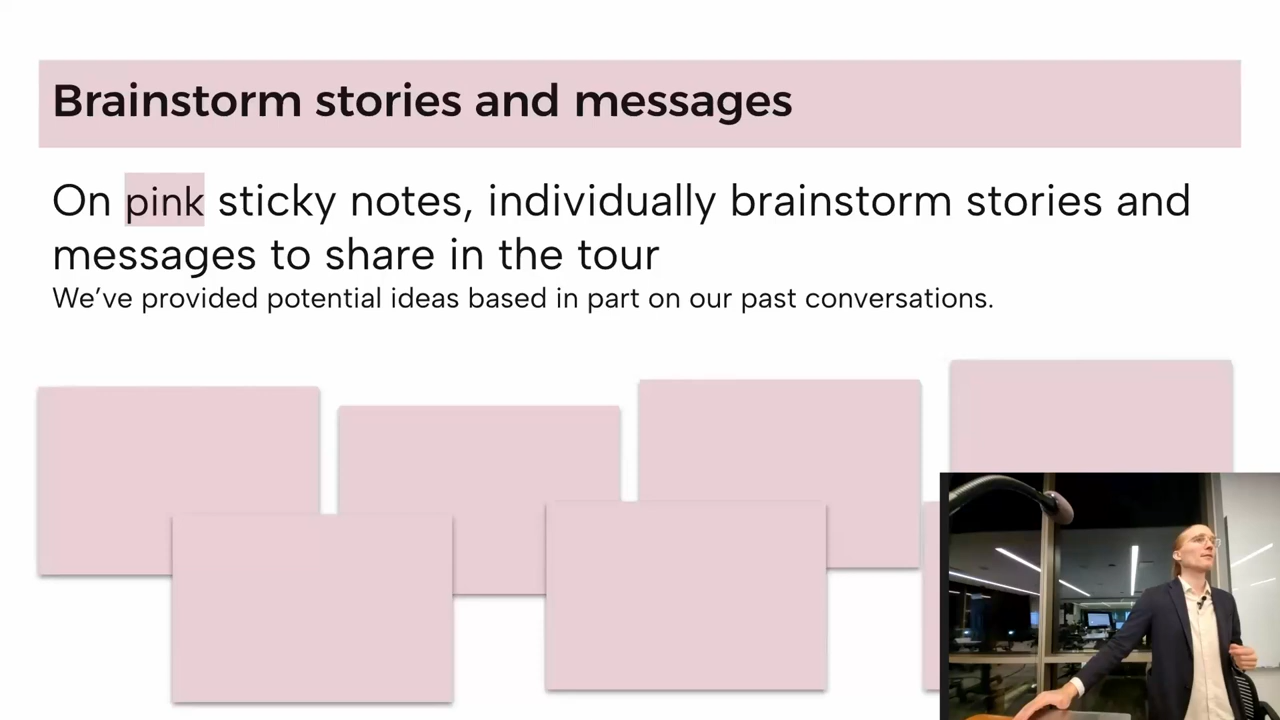 Brainstorm stories and messages
On pink sticky notes, individually brainstorm stories and
messages to share in the tour
We’ve provided potential ideas based in part on our past conversations.